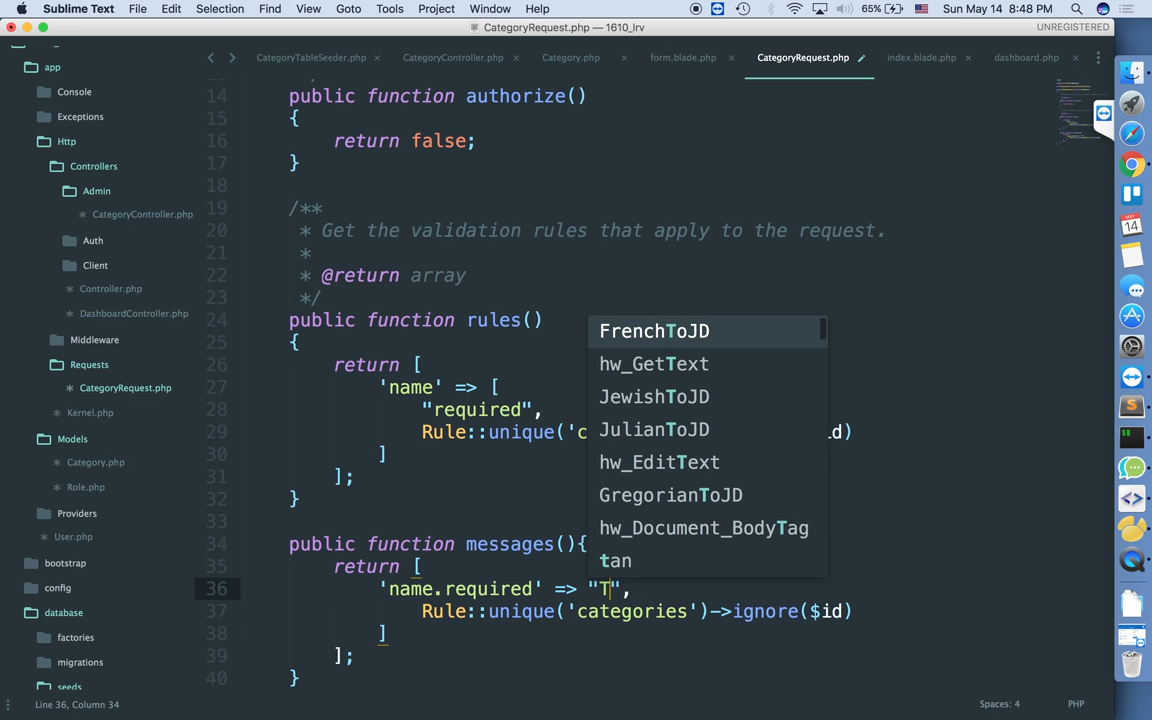 Sublime Text File Edit Selection Find View Goto Tools Project Window Help 65% Sun May 14 8:48 PM
CategoryRequest.php — 1610_lrv UNREGISTERED
CategoryTableSeeder.php × CategoryController.php × Category.php × form.blade.php × CategoryRequest.php index.blade.php × dashboard.php ×
app
Console
Exceptions
Http
Controllers
Admin
CategoryController.php
Auth
Client
Controller.php
DashboardController.php
Middleware
Requests
CategoryRequest.php
Kernel.php
Models
Category.php
Role.php
Providers
User.php
bootstrap
config
database
factories
migrations
seeds
14 public function authorize()
15 {
16 return false;
17 }
18
19 /**
20 * Get the validation rules that apply to the request.
21 *
22 * @return array
23 */
24 public function rules()
25 {
26 return [
27 'name' => [
28 "required",
29 Rule::unique('c id)
30 ]
31 ];
32 }
33
34 public function messages(){
35 return [
36 'name.required' => "T",
37 Rule::unique('categories')->ignore($id)
38 ]
39 ];
40 }
FrenchToJD
hw_GetText
JewishToJD
JulianToJD
hw_EditText
GregorianToJD
hw_Document_BodyTag
tan
14
Line 36, Column 34 Spaces: 4 PHP